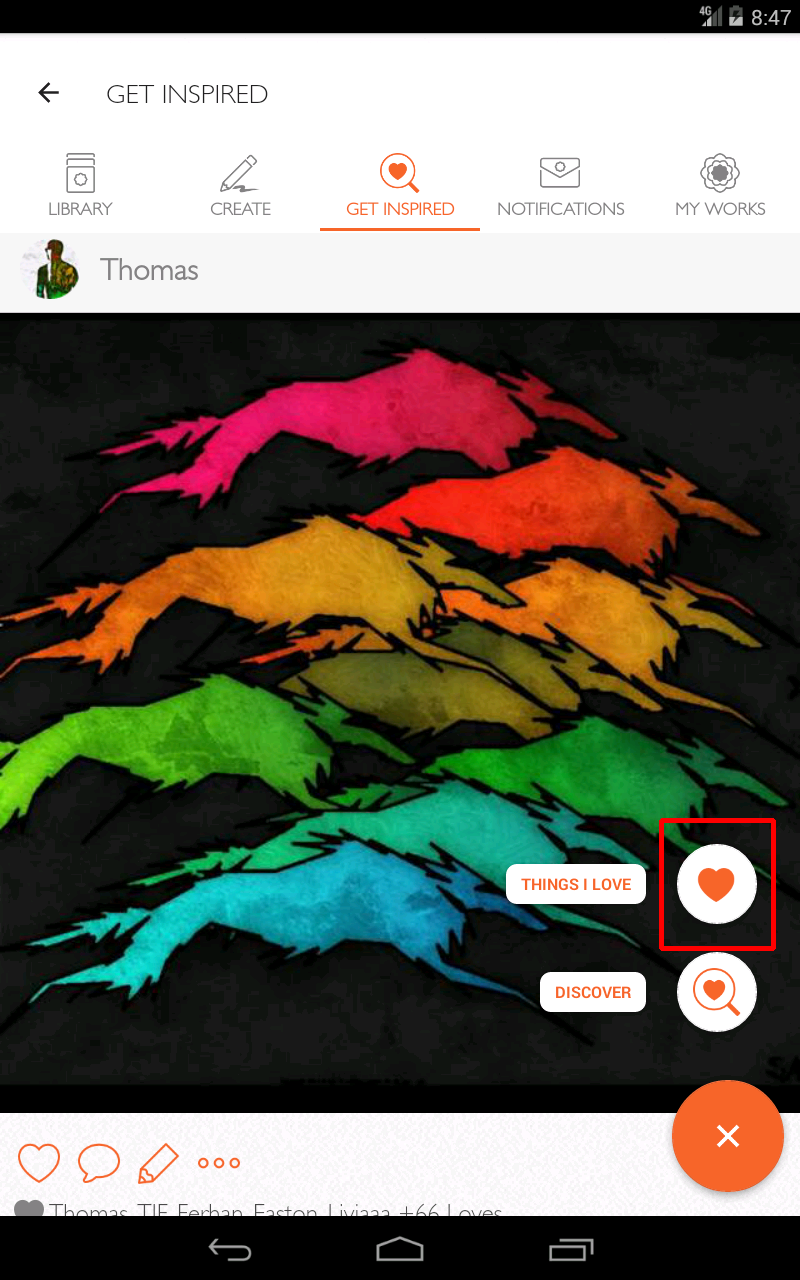 4G 8:47
GET INSPIRED
LIBRARY CREATE GET INSPIRED NOTIFICATIONS MY WORKS
Thomas
THINGS I LOVE
DISCOVER
Thomas, TJF, Ferhan, Easton, Liviaaa +66 Loves